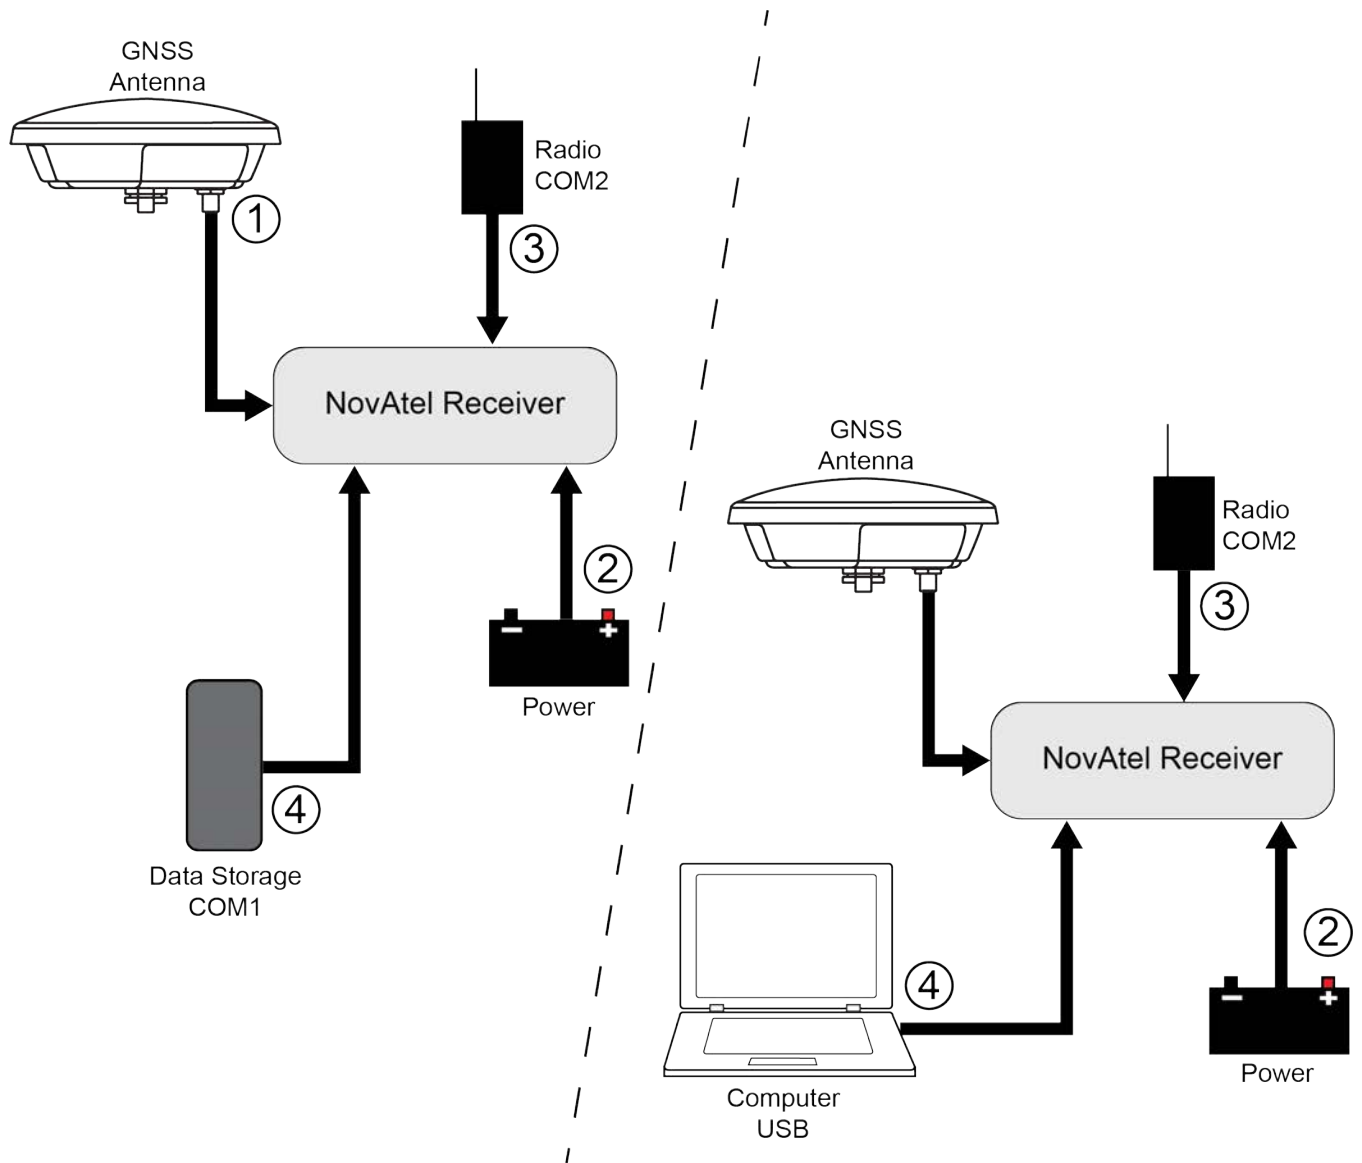 GNSS
Antenna
Radio
COM2
1
3
NovAtel Receiver
2
Power
4
Data Storage
COM1
GNSS
Antenna
Radio
COM2
3
NovAtel Receiver
2
4
Power
Computer
USB